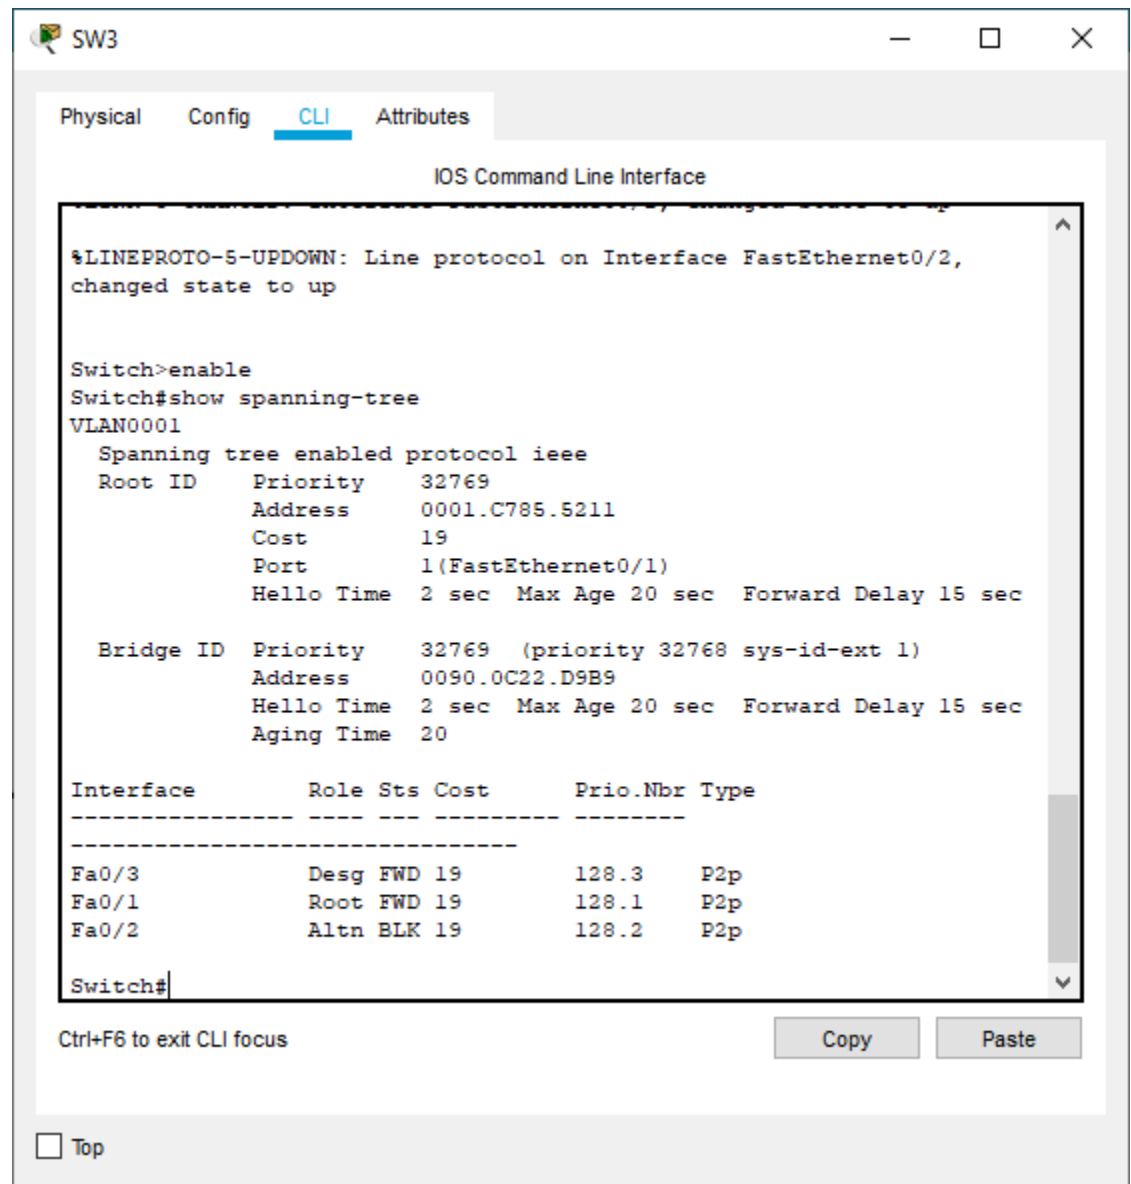 SW3
Physical Config CLI Attributes
IOS Command Line Interface
%LINEPROTO-5-UPDOWN: Line protocol on Interface FastEthernet0/2,
changed state to up
Switch>enable
Switch#show spanning-tree
VLAN0001
  Spanning tree enabled protocol ieee
  Root ID    Priority    32769
             Address     0001.C785.5211
             Cost        19
             Port        1(FastEthernet0/1)
             Hello Time  2 sec  Max Age 20 sec  Forward Delay 15 sec
  Bridge ID  Priority    32769  (priority 32768 sys-id-ext 1)
             Address     0090.0C22.D9B9
             Hello Time  2 sec  Max Age 20 sec  Forward Delay 15 sec
             Aging Time  20
Interface        Role Sts Cost      Prio.Nbr Type
---------------- ---- --- --------- --------
--------------------------------
Fa0/3            Desg FWD 19        128.3    P2p
Fa0/1            Root FWD 19        128.1    P2p
Fa0/2            Altn BLK 19        128.2    P2p
Switch#
Ctrl+F6 to exit CLI focus
Copy Paste
Top